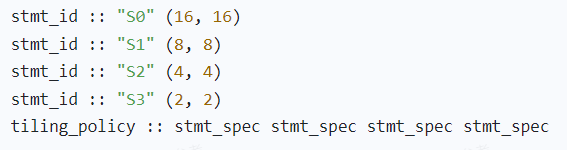 stmt_id :: "S0" (16, 16)
stmt_id :: "S1" (8, 8)
stmt_id :: "S2" (4, 4)
stmt_id :: "S3" (2, 2)
tiling_policy :: stmt_spec stmt_spec stmt_spec stmt_spec